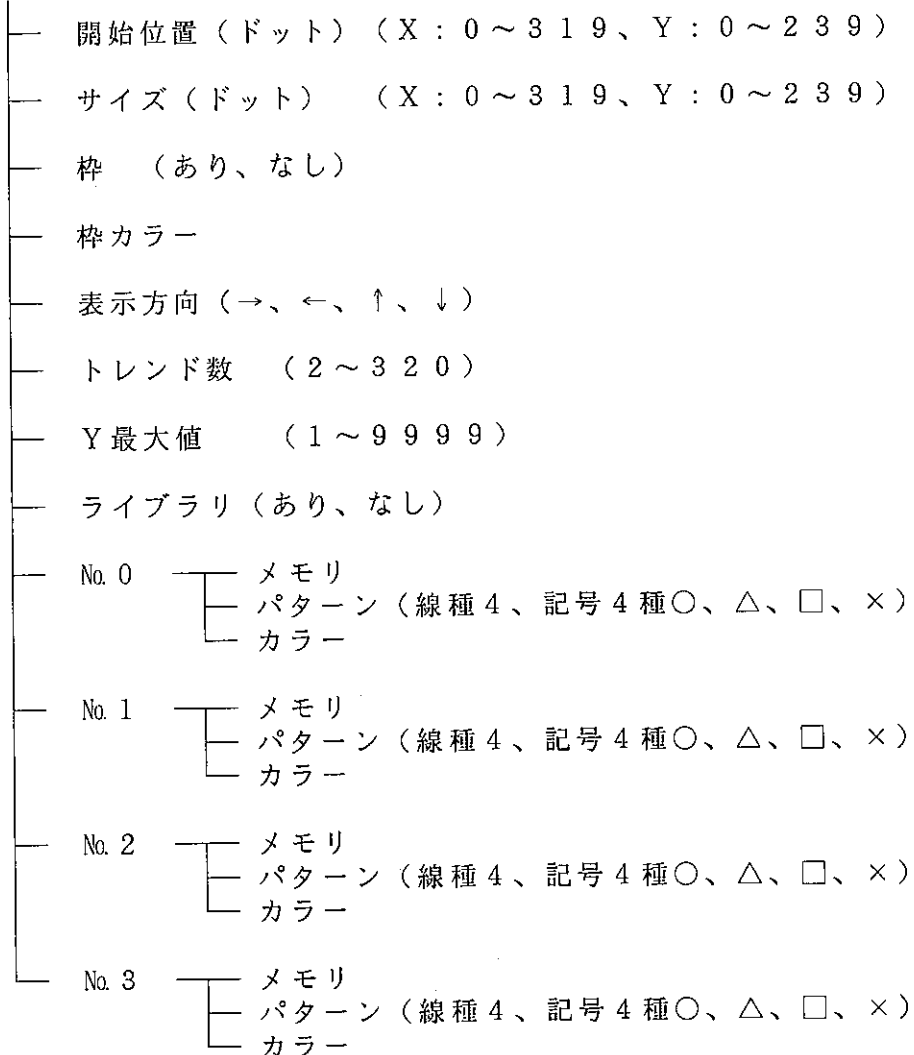 開始位置(ドット)(X:0~319、Y:0~239)
サイズ(ドット) (X:0~319、Y:0~239)
枠 (あり、なし)
枠カラー
表示方向(→、←、↑、↓)
トレンド数 (2~320)
Y最大値 (1~9999)
ライブラリ(あり、なし)
No.0 メモリ
パターン(線種4、記号4種○、△、□、×)
カラー
No.1 メモリ
パターン(線種4、記号4種○、△、□、×)
カラー
No.2 メモリ
パターン(線種4、記号4種○、△、□、×)
カラー
No.3 メモリ
パターン(線種4、記号4種○、△、□、×)
カラー